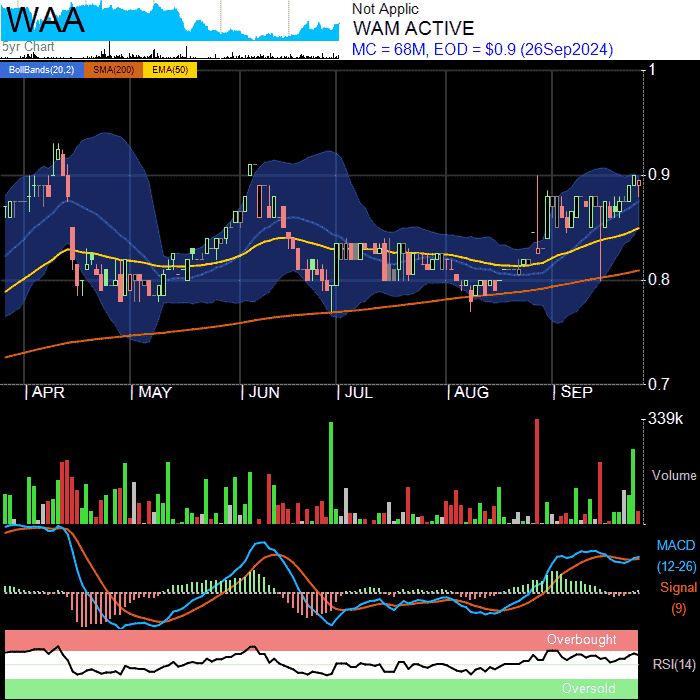 WAA
5yr Chart
Not Applic
WAM ACTIVE
MC = 68M, EOD = $0.9 (26Sep2024)
BollBands(20,2) SMA(200) EMA(50)
1
0.9
0.8
0.7
APR MAY JUN JUL AUG SEP
339k
Volume
MACD
(12-26)
Signal
(9)
Overbought
RSI(14)
Oversold